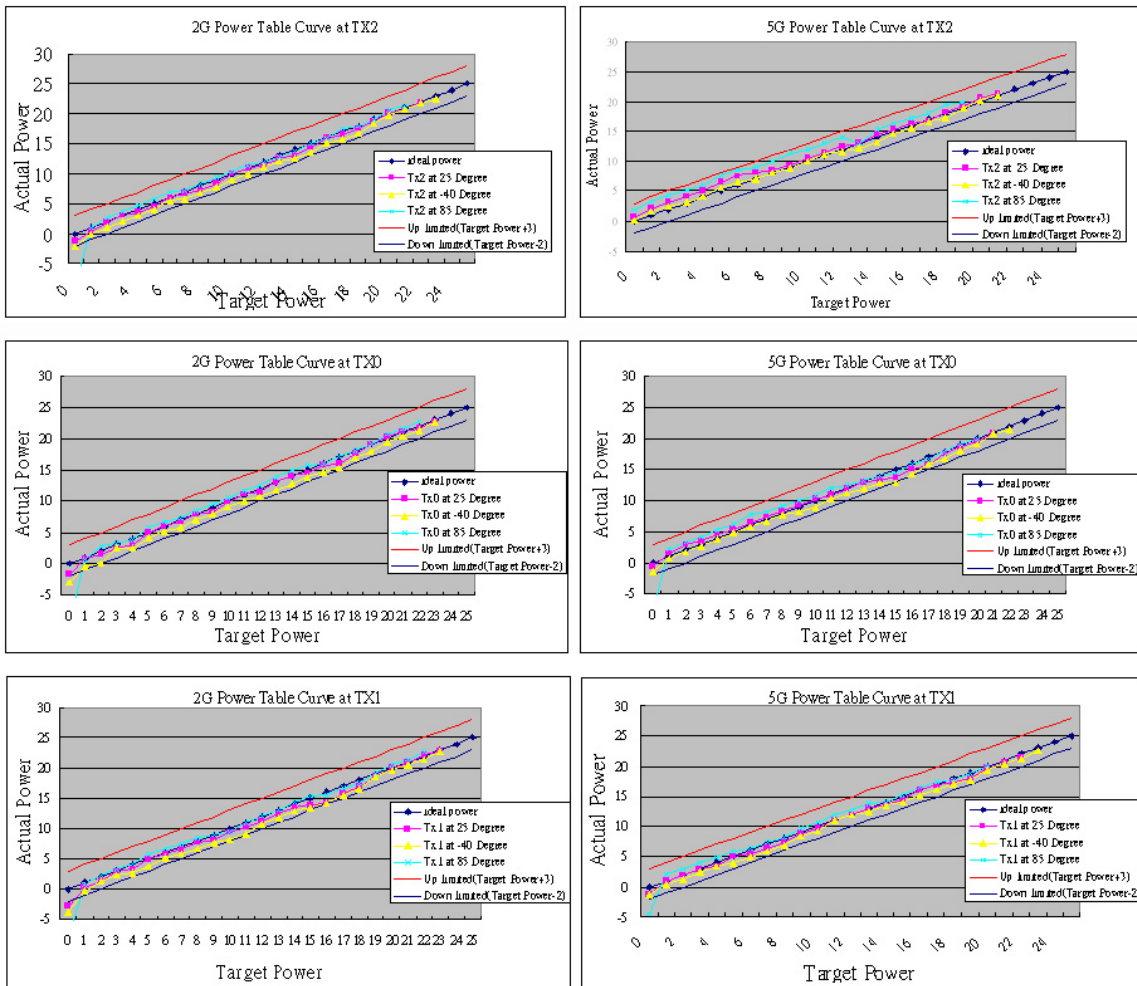 2G Power Table Curve at TX2
Actual Power
30
25
20
15
10
5
0
-5
0 2 4 6 8 10 12 14 16 18 20 22 24
Target Power
ideal power
Tx2 at 25 Degree
Tx2 at -40 Degree
Tx2 at 85 Degree
Up limited(Target Power+3)
Down limited(Target Power-2)
5G Power Table Curve at TX2
Actual Power
30
25
20
15
10
5
0
-5
0 2 4 6 8 10 12 14 16 18 20 22 24
Target Power
ideal power
Tx2 at 25 Degree
Tx2 at -40 Degree
Tx2 at 85 Degree
Up limited(Target Power+3)
Down limited(Target Power-2)
2G Power Table Curve at TX0
Actual Power
30
25
20
15
10
5
0
-5
0 1 2 3 4 5 6 7 8 9 10 11 12 13 14 15 16 17 18 19 20 21 22 23 24 25
Target Power
ideal power
Tx0 at 25 Degree
Tx0 at -40 Degree
Tx0 at 85 Degree
Up limited(Target Power+3)
Down limited(Target Power-2)
5G Power Table Curve at TX0
Actual Power
30
25
20
15
10
5
0
-5
0 1 2 3 4 5 6 7 8 9 10 11 12 13 14 15 16 17 18 19 20 21 22 23 24 25
Target Power
ideal power
Tx0 at 25 Degree
Tx0 at -40 Degree
Tx0 at 85 Degree
Up limited(Target Power+3)
Down limited(Target Power-2)
2G Power Table Curve at TX1
Actual Power
30
25
20
15
10
5
0
-5
0 1 2 3 4 5 6 7 8 9 10 11 12 13 14 15 16 17 18 19 20 21 22 23 24 25
Target Power
ideal power
Tx1 at 25 Degree
Tx1 at -40 Degree
Tx1 at 85 Degree
Up limited(Target Power+3)
Down limited(Target Power-2)
5G Power Table Curve at TX1
Actual Power
30
25
20
15
10
5
0
-5
0 2 4 6 8 10 12 14 16 18 20 22 24
Target Power
ideal power
Tx1 at 25 Degree
Tx1 at -40 Degree
Tx1 at 85 Degree
Up limited(Target Power+3)
Down limited(Target Power-2